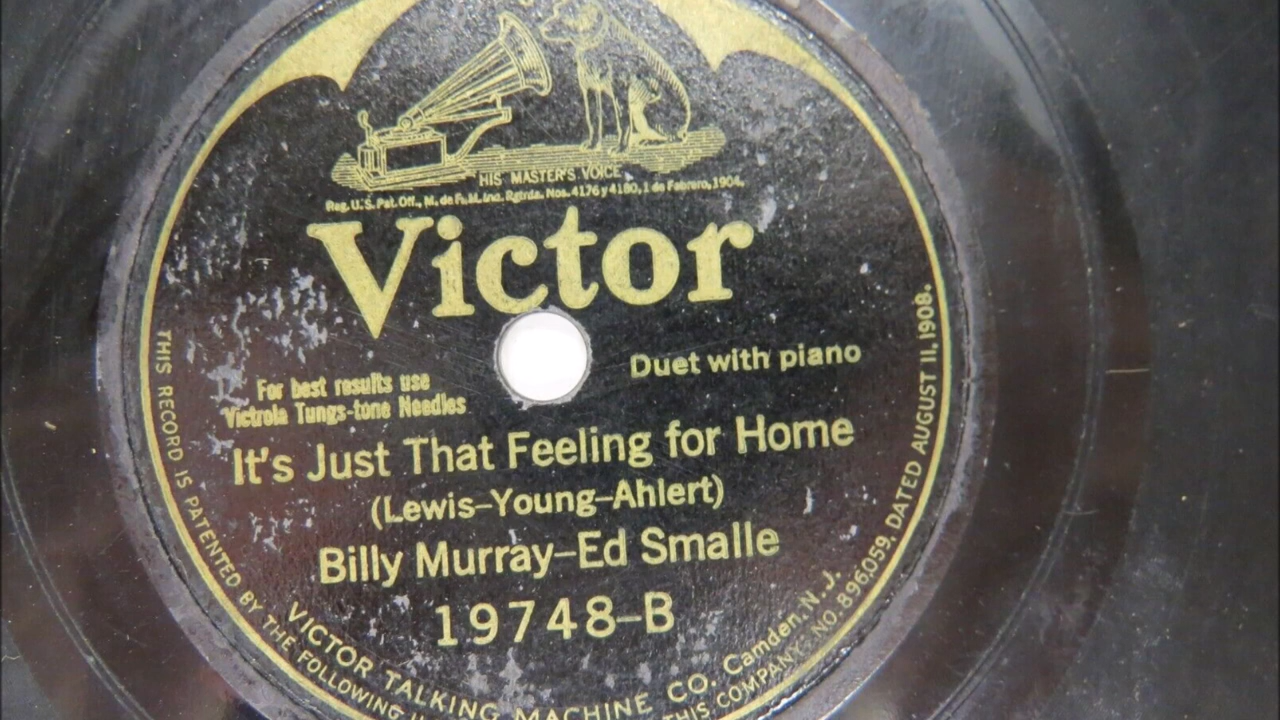 HIS MASTER'S VOICE
Reg. U.S. Pat. Off., M. de F. M. Ind. Rgtrda. Nos. 4176 y 4180, 1 de Febrero, 1904.
Victor
Duet with piano
For best results use
Victrola Tungs-tone Needles
It's Just That Feeling for Home
(Lewis–Young–Ahlert)
Billy Murray–Ed Smalle
19748–B
VICTOR TALKING MACHINE CO. Camden, N.J.
THIS RECORD IS PATENTED BY THE FOLLOWING
THIS COMPANY: NO. 896,059, DATED AUGUST 11, 1908.